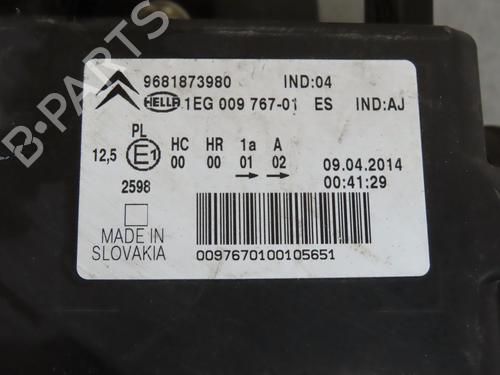 9681873980 IND:04
HELLA 1EG 009 767-01 ES IND:AJ
PL HC HR 1a A
12,5 E1 00 00 01 02 09.04.2014
2598 00:41:29
MADE IN
SLOVAKIA 00976700100105651
B-PARTS